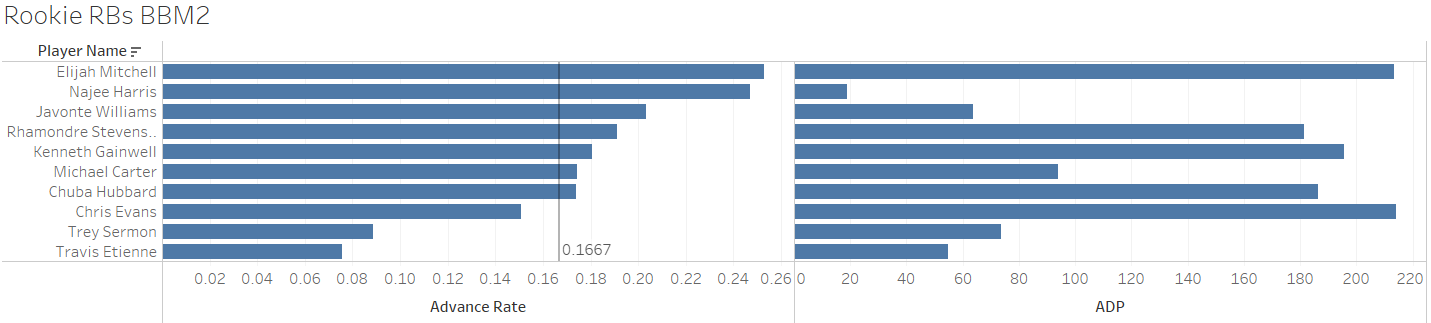 Rookie RBs BBM2
Player Name
Elijah Mitchell
Najee Harris
Javonte Williams
Rhamondre Stevens..
Kenneth Gainwell
Michael Carter
Chuba Hubbard
Chris Evans
Trey Sermon
Travis Etienne
0.1667
0.02 0.04 0.06 0.08 0.10 0.12 0.14 0.16 0.18 0.20 0.22 0.24 0.26 0 20 40 60 80 100 120 140 160 180 200 220
Advance Rate ADP